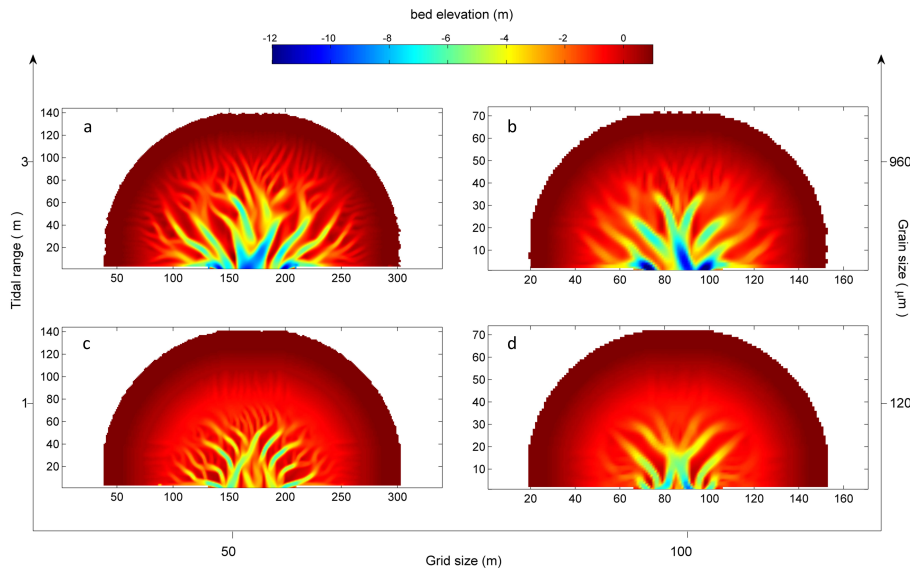 bed elevation (m)
-12 -10 -8 -6 -4 -2 0
a
140
120
100
80
60
40
20
50 100 150 200 250 300
b
70
60
50
40
30
20
10
20 40 60 80 100 120 140 160
c
140
120
100
80
60
40
20
50 100 150 200 250 300
d
70
60
50
40
30
20
10
20 40 60 80 100 120 140 160
3
Tidal range ( m )
1
960
Grain size ( μm )
120
50 100
Grid size (m)